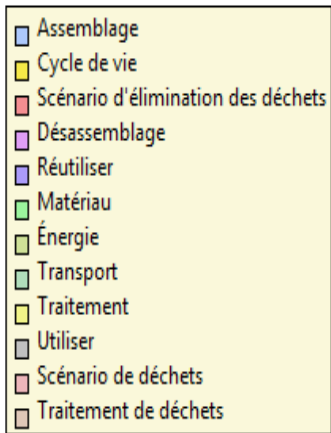 Assemblage
Cycle de vie
Scénario d'élimination des déchets
Désassemblage
Réutiliser
Matériau
Énergie
Transport
Traitement
Utiliser
Scénario de déchets
Traitement de déchets